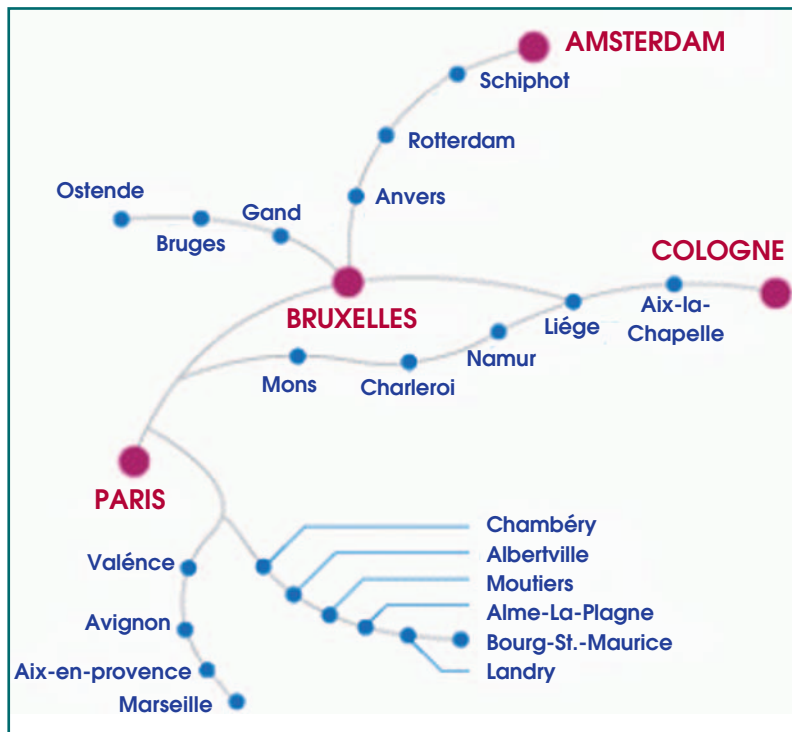 AMSTERDAM
Schiphot
Rotterdam
Anvers
Ostende
Gand
Bruges
COLOGNE
BRUXELLES
Liége
Aix-la-
Chapelle
Namur
Mons
Charleroi
PARIS
Chambéry
Albertville
Moutiers
Alme-La-Plagne
Bourg-St.-Maurice
Landry
Valénce
Avignon
Aix-en-provence
Marseille